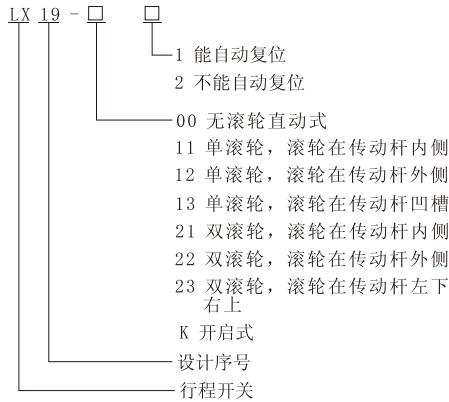 LX 19 - □ □
1 能自动复位
2 不能自动复位
00 无滚轮直动式
11 单滚轮，滚轮在传动杆内侧
12 单滚轮，滚轮在传动杆外侧
13 单滚轮，滚轮在传动杆凹槽
21 双滚轮，滚轮在传动杆内侧
22 双滚轮，滚轮在传动杆外侧
23 双滚轮，滚轮在传动杆左下
右上
K 开启式
设计序号
行程开关